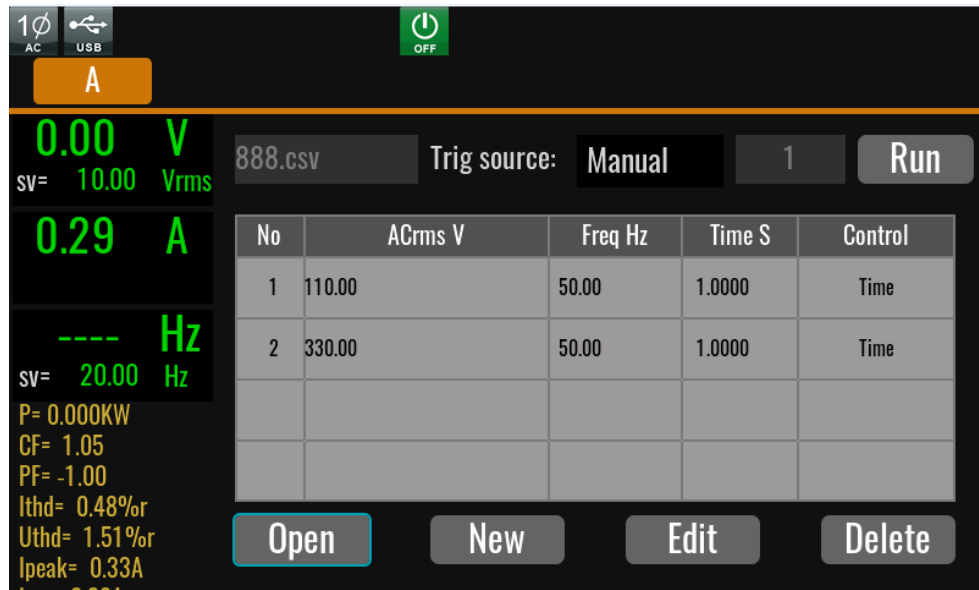 1Ø
AC
USB
OFF
A
0.00 V
sv= 10.00 Vrms
0.29 A
---- Hz
sv= 20.00 Hz
P= 0.000KW
CF= 1.05
PF= -1.00
Ithd= 0.48%r
Uthd= 1.51%r
Ipeak= 0.33A
888.csv Trig source: Manual 1 Run
No ACrms V Freq Hz Time S Control
1 110.00 50.00 1.0000 Time
2 330.00 50.00 1.0000 Time
Open New Edit Delete